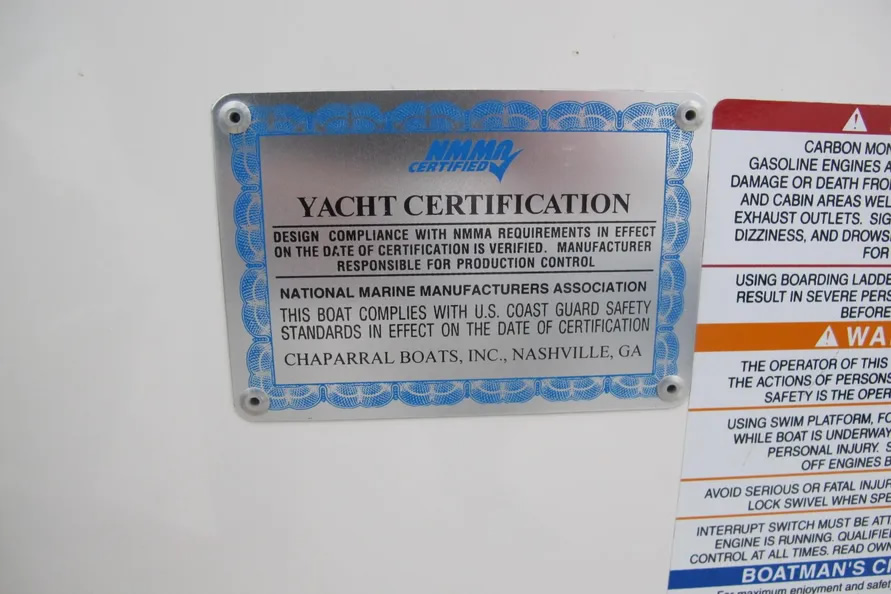 NMMA
CERTIFIED
YACHT CERTIFICATION
DESIGN COMPLIANCE WITH NMMA REQUIREMENTS IN EFFECT
ON THE DATE OF CERTIFICATION IS VERIFIED. MANUFACTURER
RESPONSIBLE FOR PRODUCTION CONTROL
NATIONAL MARINE MANUFACTURERS ASSOCIATION
THIS BOAT COMPLIES WITH U.S. COAST GUARD SAFETY
STANDARDS IN EFFECT ON THE DATE OF CERTIFICATION
CHAPARRAL BOATS, INC., NASHVILLE, GA
CARBON MON
GASOLINE ENGINES A
DAMAGE OR DEATH FRO
AND CABIN AREAS WEL
EXHAUST OUTLETS. SIG
DIZZINESS, AND DROWS
FOR
USING BOARDING LADDE
RESULT IN SEVERE PERS
BEFORE
WA
THE OPERATOR OF THIS
THE ACTIONS OF PERSONS
SAFETY IS THE OPER
USING SWIM PLATFORM, FO
WHILE BOAT IS UNDERWAY
PERSONAL INJURY. S
OFF ENGINES B
AVOID SERIOUS OR FATAL INJUR
LOCK SWIVEL WHEN SPE
INTERRUPT SWITCH MUST BE ATT
ENGINE IS RUNNING. QUALIFIE
CONTROL AT ALL TIMES. READ OWN
BOATMAN'S C
For maximum enjoyment and safet